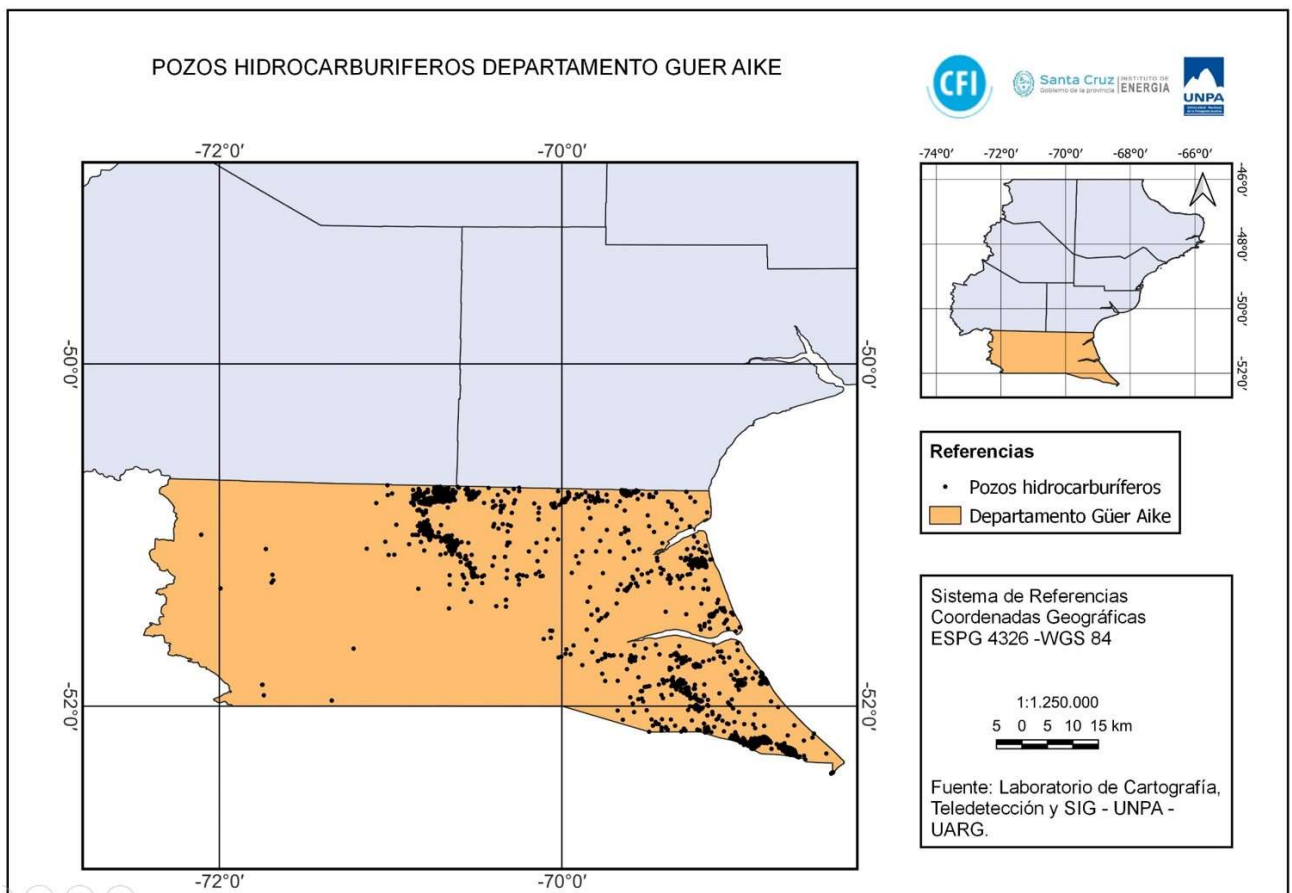 POZOS HIDROCARBURIFEROS DEPARTAMENTO GUER AIKE
CFI
Santa Cruz
Gobierno de la provincia
INSTITUTO DE
ENERGIA
UNPA
-72°0′
-70°0′
-50°0′
-50°0′
-52°0′
-52°0′
-72°0′
-70°0′
-74°0′
-72°0′
-70°0′
-68°0′
-66°0′
-46°0′
-48°0′
-50°0′
-52°0′
Referencias
Pozos hidrocarburíferos
Departamento Güer Aike
Sistema de Referencias
Coordenadas Geográficas
ESPG 4326 -WGS 84
1:1.250.000
5 0 5 10 15 km
Fuente: Laboratorio de Cartografía,
Teledetección y SIG - UNPA -
UARG.